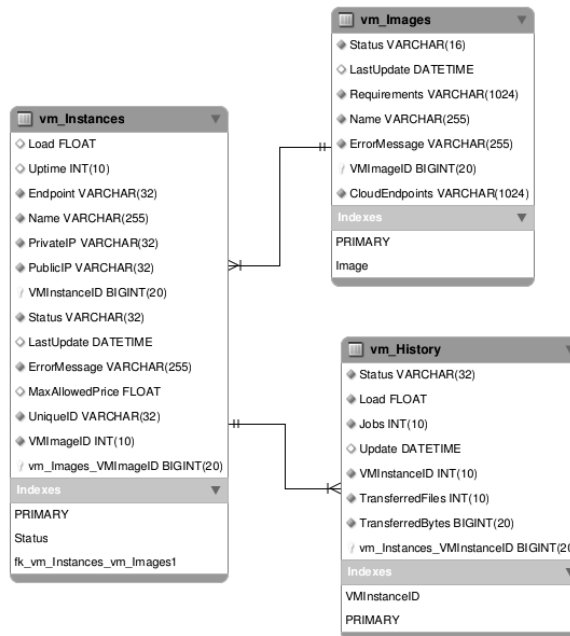 vm_Images
Status VARCHAR(16)
LastUpdate DATETIME
Requirements VARCHAR(1024)
Name VARCHAR(255)
ErrorMessage VARCHAR(255)
VMImageID BIGINT(20)
CloudEndpoints VARCHAR(1024)
Indexes
PRIMARY
Image
vm_Instances
Load FLOAT
Uptime INT(10)
Endpoint VARCHAR(32)
Name VARCHAR(255)
PrivateIP VARCHAR(32)
PublicIP VARCHAR(32)
VMInstanceID BIGINT(20)
Status VARCHAR(32)
LastUpdate DATETIME
ErrorMessage VARCHAR(255)
MaxAllowedPrice FLOAT
UniqueID VARCHAR(32)
VMImageID INT(10)
vm_Images_VMImageID BIGINT(20)
Indexes
PRIMARY
Status
fk_vm_Instances_vm_Images1
vm_History
Status VARCHAR(32)
Load FLOAT
Jobs INT(10)
Update DATETIME
VMInstanceID INT(10)
TransferredFiles INT(10)
TransferredBytes BIGINT(20)
vm_Instances_VMInstanceID BIGINT(20
Indexes
VMInstanceID
PRIMARY